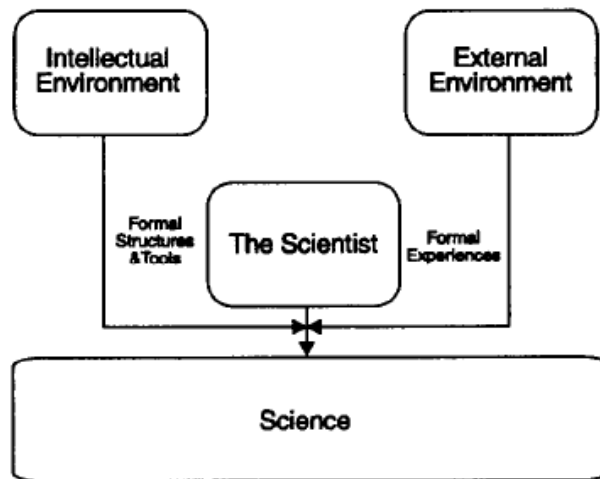 Intellectual
Environment
External
Environment
Formal
Structures
&Tools
The Scientist
Formal
Experiences
Science